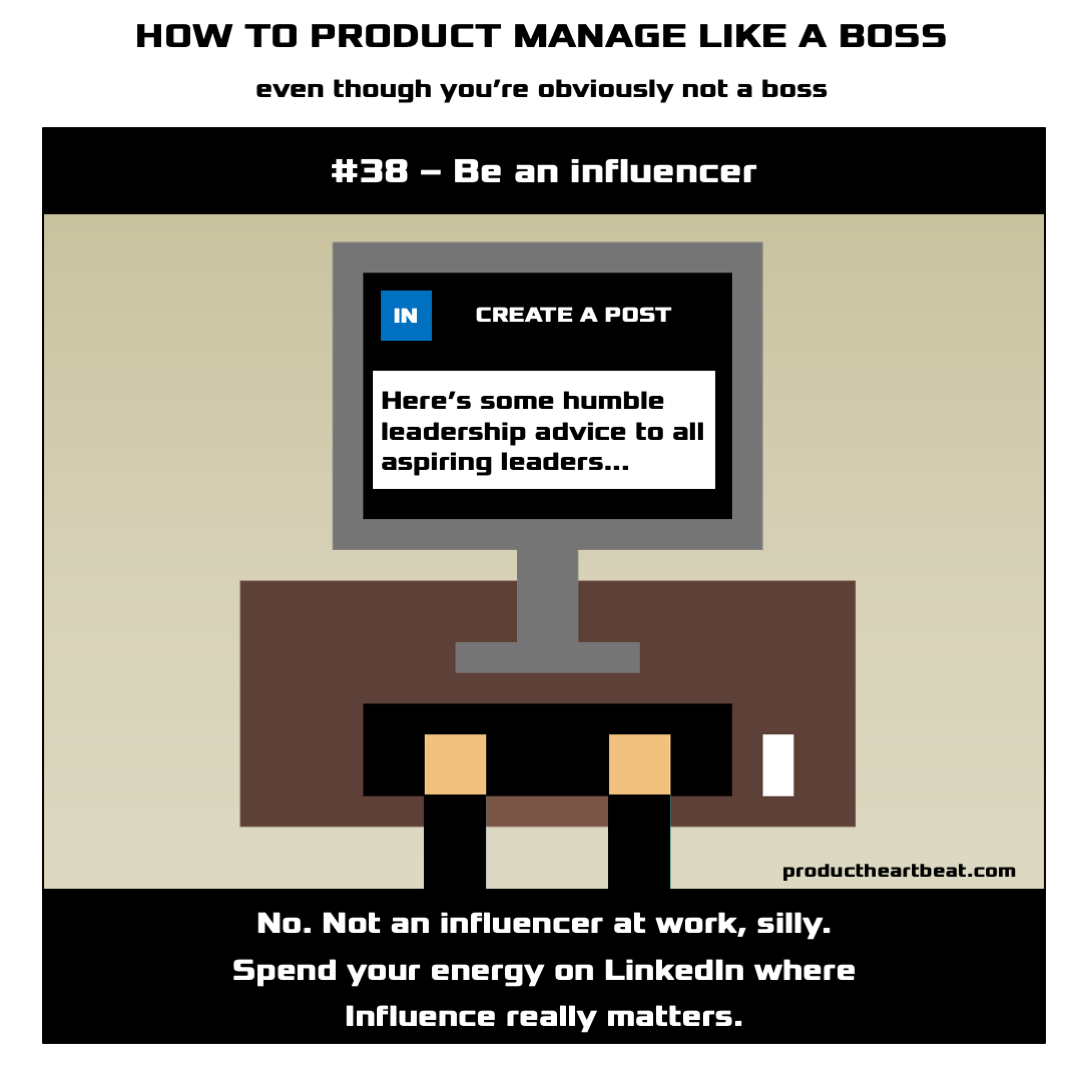 HOW TO PRODUCT MANAGE LIKE A BOSS
even though you’re obviously not a boss
#38 – Be an influencer
IN
CREATE A POST
Here’s some humble
leadership advice to all
aspiring leaders...
productheartbeat.com
No. Not an influencer at work, silly.
Spend your energy on LinkedIn where
Influence really matters.